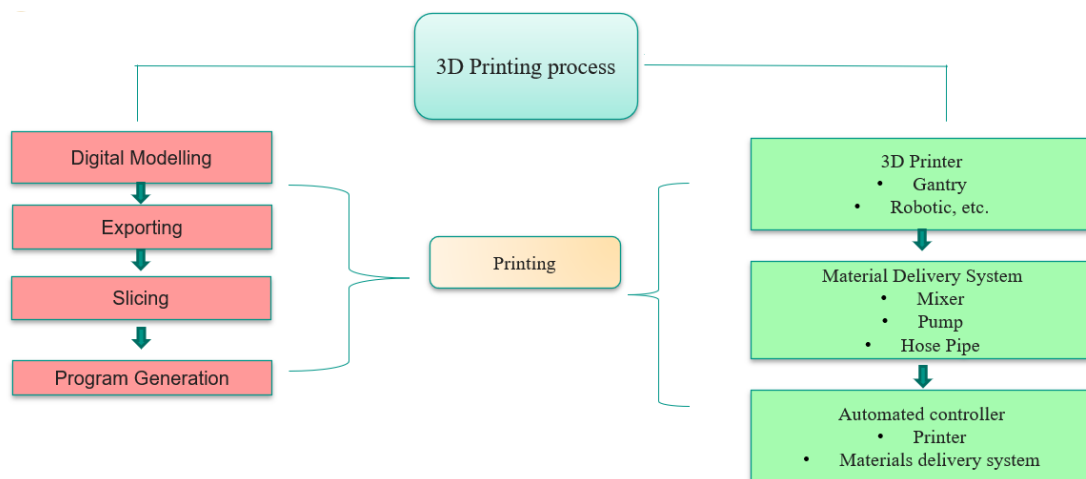 3D Printing process
Digital Modelling
Exporting
Slicing
Program Generation
Printing
3D Printer
• Gantry
• Robotic, etc.
Material Delivery System
• Mixer
• Pump
• Hose Pipe
Automated controller
• Printer
• Materials delivery system